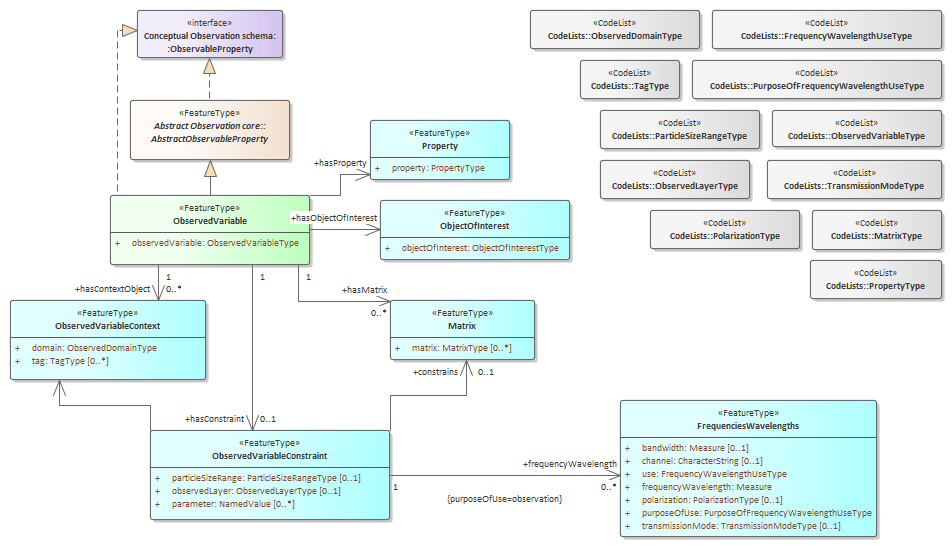 «interface»
Conceptual Observation schema:
:ObservableProperty
«FeatureType»
Abstract Observation core::
AbstractObservableProperty
«FeatureType»
ObservedVariable
+ observedVariable: ObservedVariableType
+hasProperty
«FeatureType»
Property
+ property: PropertyType
+hasObjectOfInterest
«FeatureType»
ObjectOfInterest
+ objectOfInterest: ObjectOfInterestType
1
+hasContextObject
0..*
1
1
+hasMatrix
0..*
«FeatureType»
ObservedVariableContext
+ domain: ObservedDomainType
+ tag: TagType [0..*]
«FeatureType»
Matrix
+ matrix: MatrixType [0..*]
+constrains
0..1
+hasConstraint
0..1
«FeatureType»
ObservedVariableConstraint
+ particleSizeRange: ParticleSizeRangeType [0..1]
+ observedLayer: ObservedLayerType [0..1]
+ parameter: NamedValue [0..*]
+frequencyWavelength
1
0..*
{purposeOfUse=observation}
«FeatureType»
FrequenciesWavelengths
+ bandwidth: Measure [0..1]
+ channel: CharacterString [0..1]
+ use: FrequencyWavelengthUseType
+ frequencyWavelength: Measure
+ polarization: PolarizationType [0..1]
+ purposeOfUse: PurposeOfFrequencyWavelengthUseType
+ transmissionMode: TransmissionModeType [0..1]
«CodeList»
CodeLists::ObservedDomainType
«CodeList»
CodeLists::FrequencyWavelengthUseType
«CodeList»
CodeLists::TagType
«CodeList»
CodeLists::PurposeOfFrequencyWavelengthUseType
«CodeList»
CodeLists::ParticleSizeRangeType
«CodeList»
CodeLists::ObservedVariableType
«CodeList»
CodeLists::ObservedLayerType
«CodeList»
CodeLists::TransmissionModeType
«CodeList»
CodeLists::PolarizationType
«CodeList»
CodeLists::MatrixType
«CodeList»
CodeLists::PropertyType